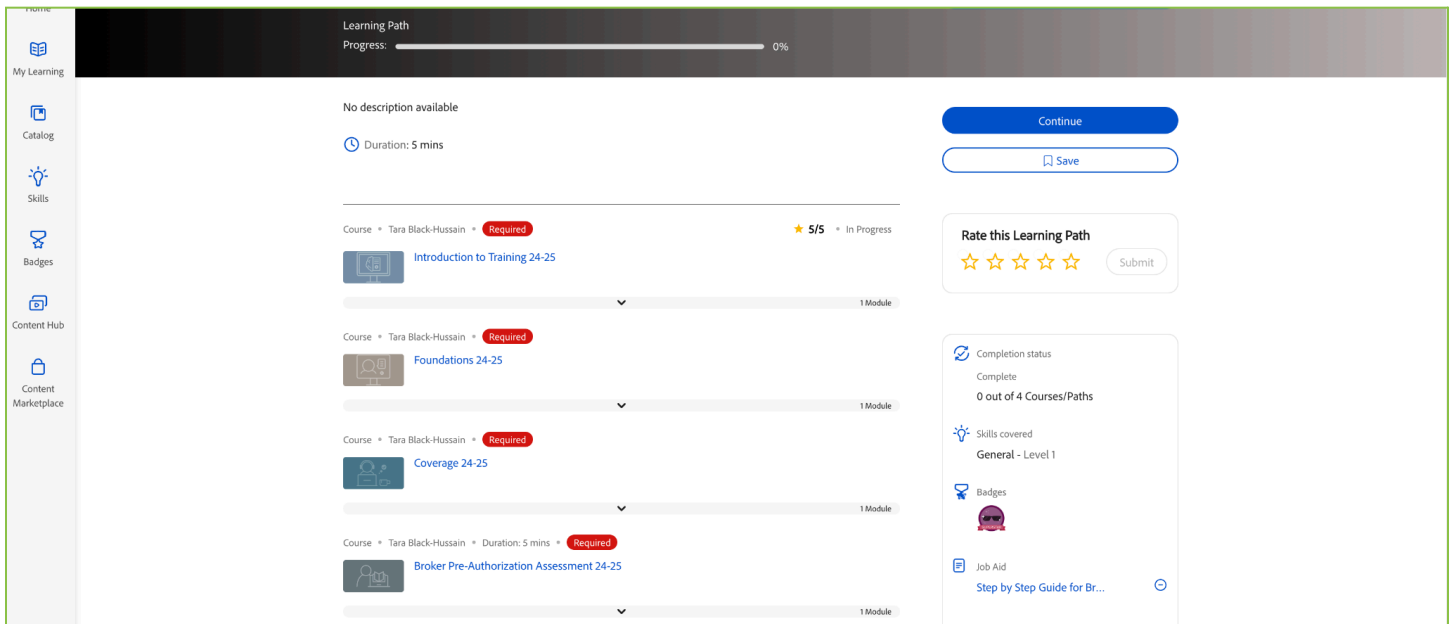 Home
My Learning
Catalog
Skills
Badges
Content Hub
Content
Marketplace
Learning Path
Progress: 0%
No description available
Duration: 5 mins
Course • Tara Black-Hussain • Required ★ 5/5 • In Progress
Introduction to Training 24-25
1 Module
Course • Tara Black-Hussain • Required
Foundations 24-25
1 Module
Course • Tara Black-Hussain • Required
Coverage 24-25
1 Module
Course • Tara Black-Hussain • Duration: 5 mins • Required
Broker Pre-Authorization Assessment 24-25
1 Module
Continue
Save
Rate this Learning Path
Submit
Completion status
Complete
0 out of 4 Courses/Paths
Skills covered
General - Level 1
Badges
Job Aid
Step by Step Guide for Br...